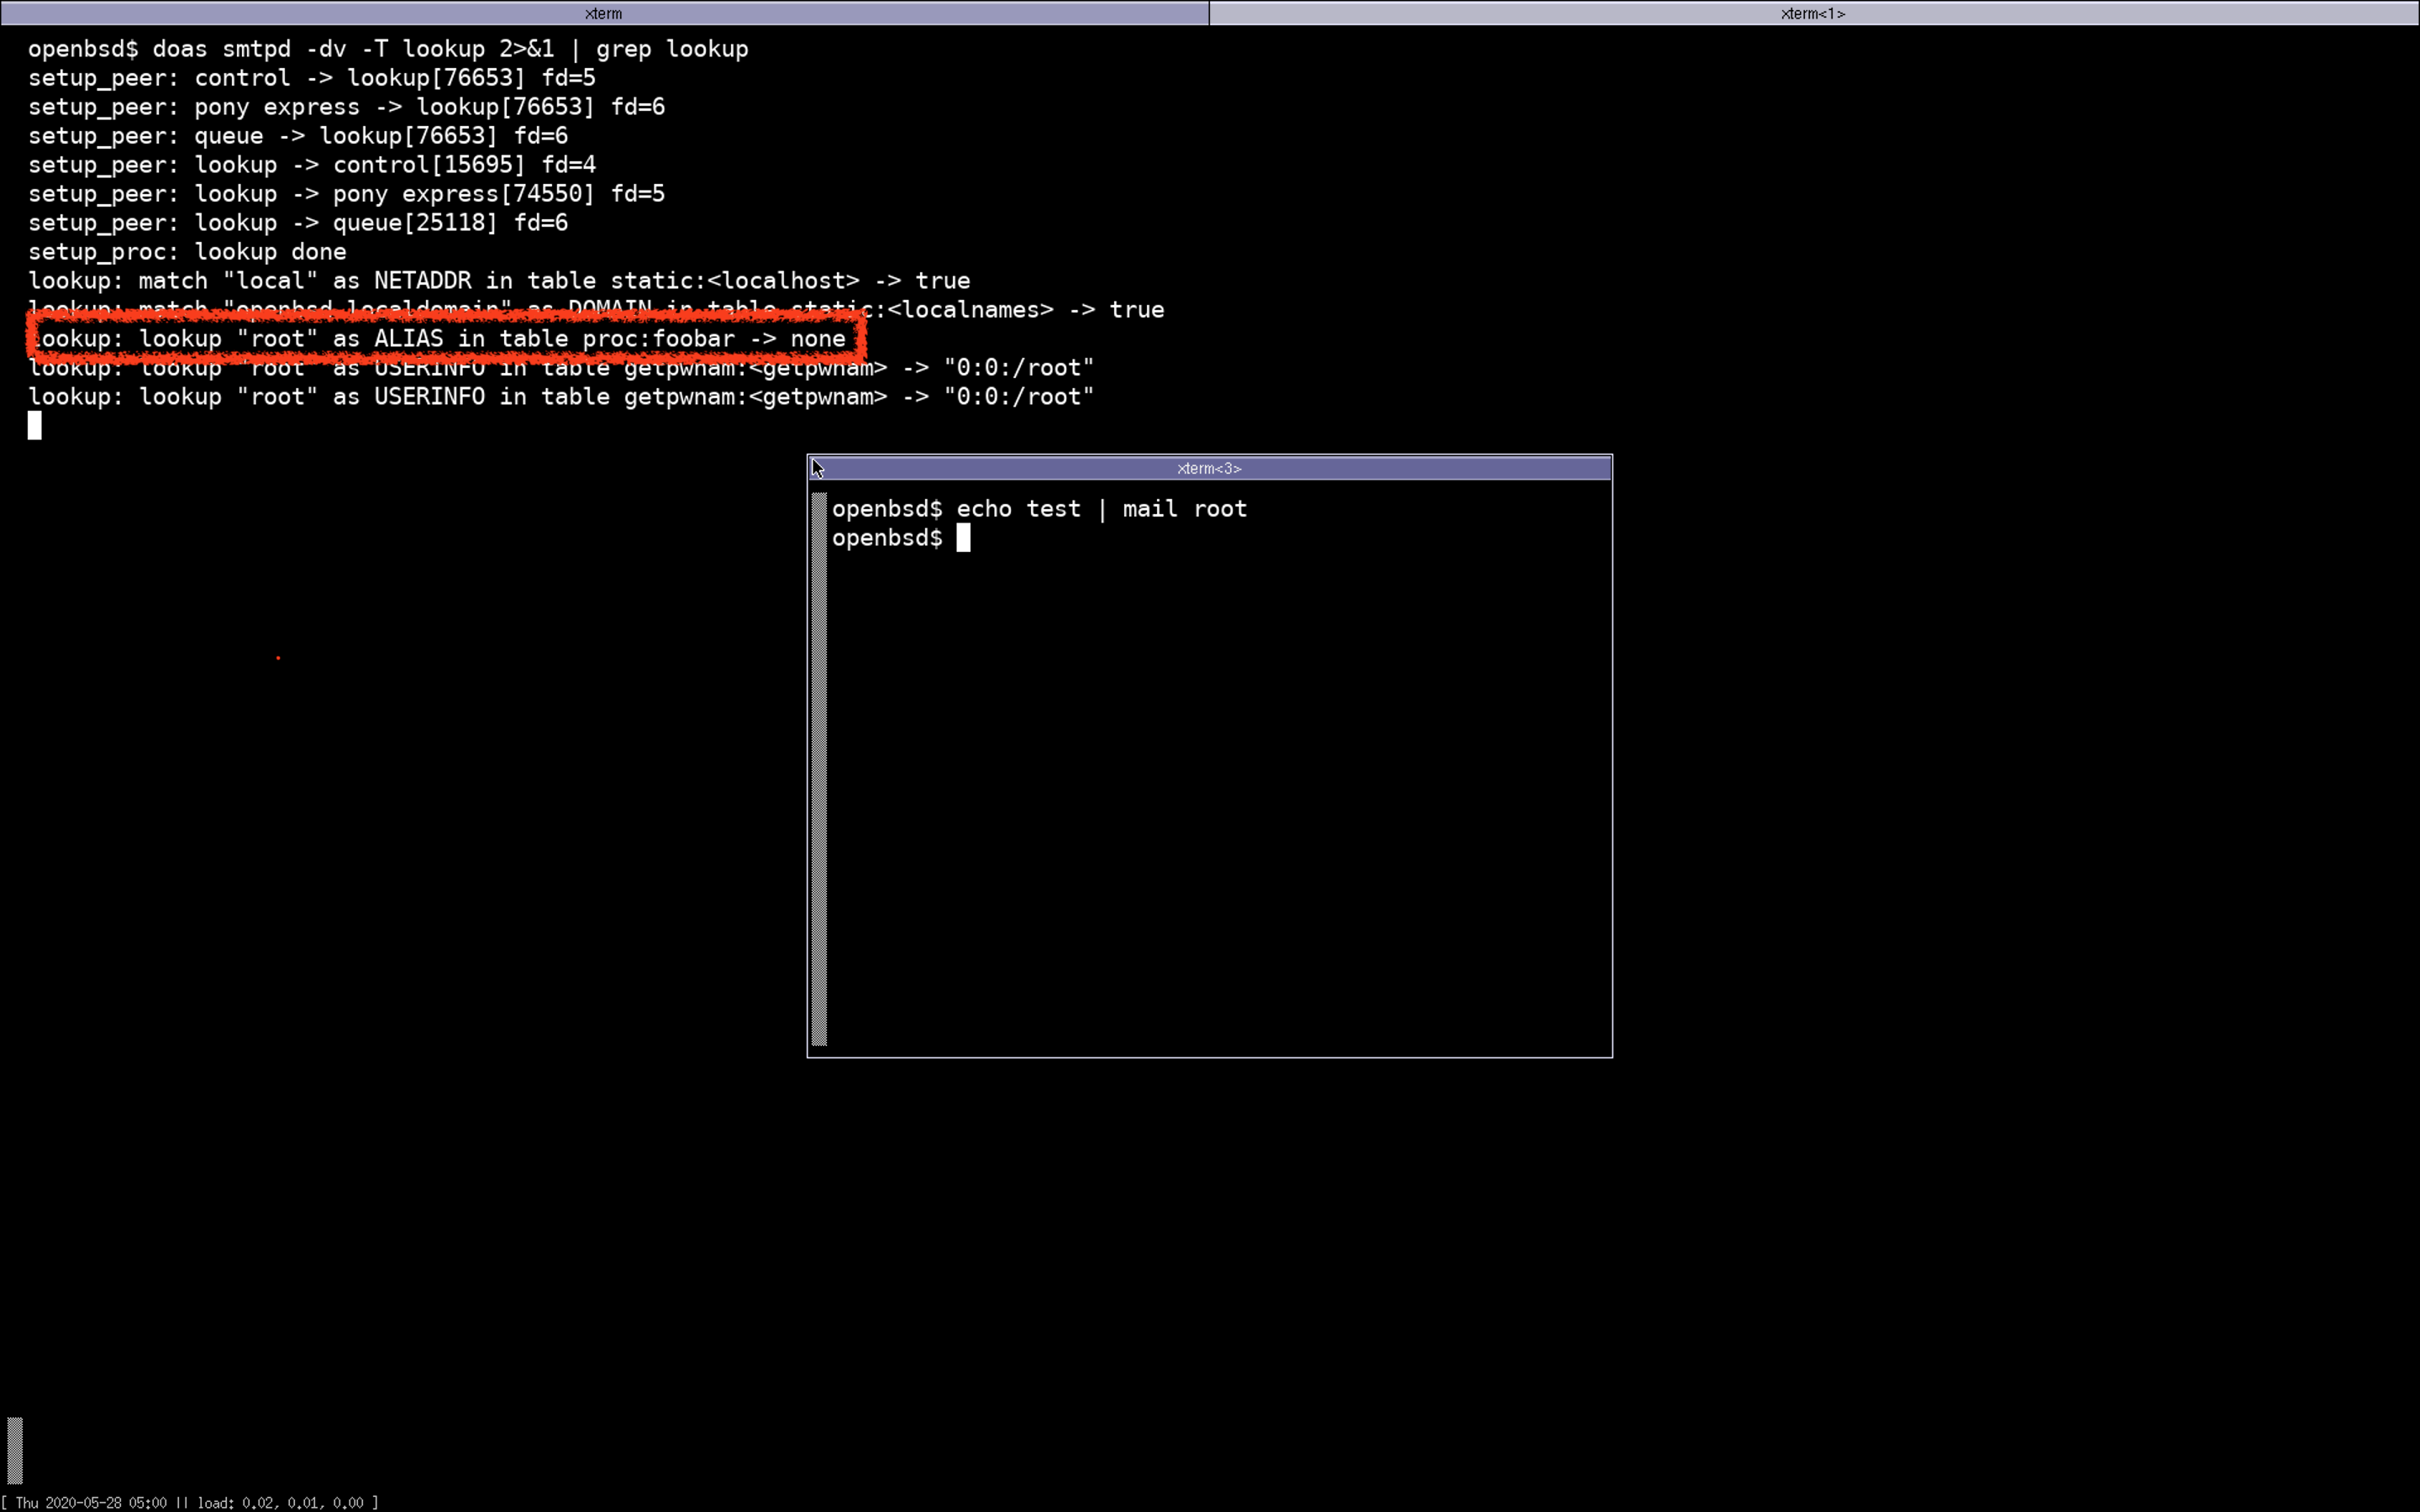 xterm
xterm<1>
openbsd$ doas smtpd -dv -T lookup 2>&1 | grep lookup
setup_peer: control -> lookup[76653] fd=5
setup_peer: pony express -> lookup[76653] fd=6
setup_peer: queue -> lookup[76653] fd=6
setup_peer: lookup -> control[15695] fd=4
setup_peer: lookup -> pony express[74550] fd=5
setup_peer: lookup -> queue[25118] fd=6
setup_proc: lookup done
lookup: match "local" as NETADDR in table static:<localhost> -> true
lookup: match "openbsd.localdomain" as DOMAIN in table static:<localnames> -> true
lookup: lookup "root" as ALIAS in table proc:foobar -> none
lookup: lookup "root" as USERINFO in table getpwnam:<getpwnam> -> "0:0:/root"
lookup: lookup "root" as USERINFO in table getpwnam:<getpwnam> -> "0:0:/root"
xterm<3>
openbsd$ echo test | mail root
openbsd$
[ Thu 2020-05-28 05:00 || load: 0.02, 0.01, 0.00 ]